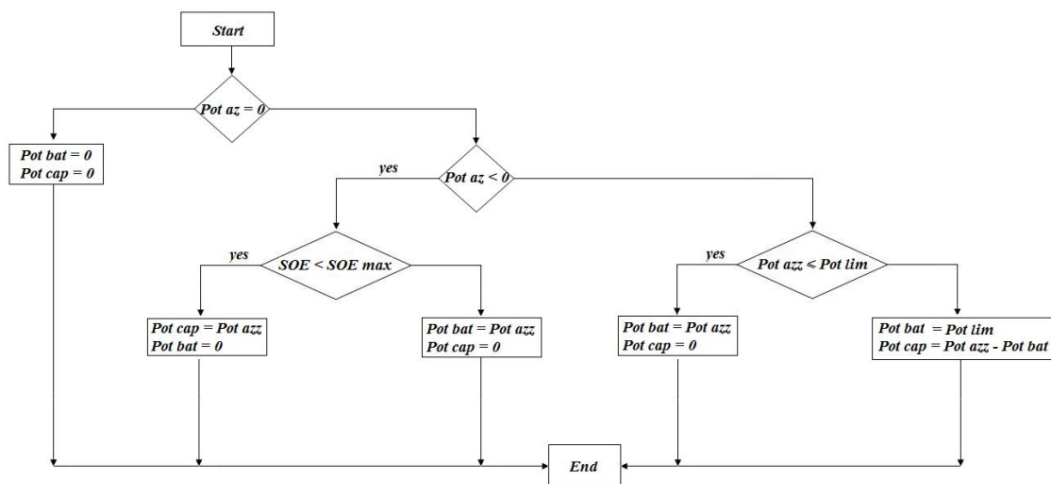 Start
Pot az = 0
Pot bat = 0
Pot cap = 0
yes
Pot az < 0
yes
SOE < SOE max
yes
Pot azz ⩽ Pot lim
Pot cap = Pot azz
Pot bat = 0
Pot bat = Pot azz
Pot cap = 0
Pot bat = Pot azz
Pot cap = 0
Pot bat = Pot lim
Pot cap = Pot azz - Pot bat
End